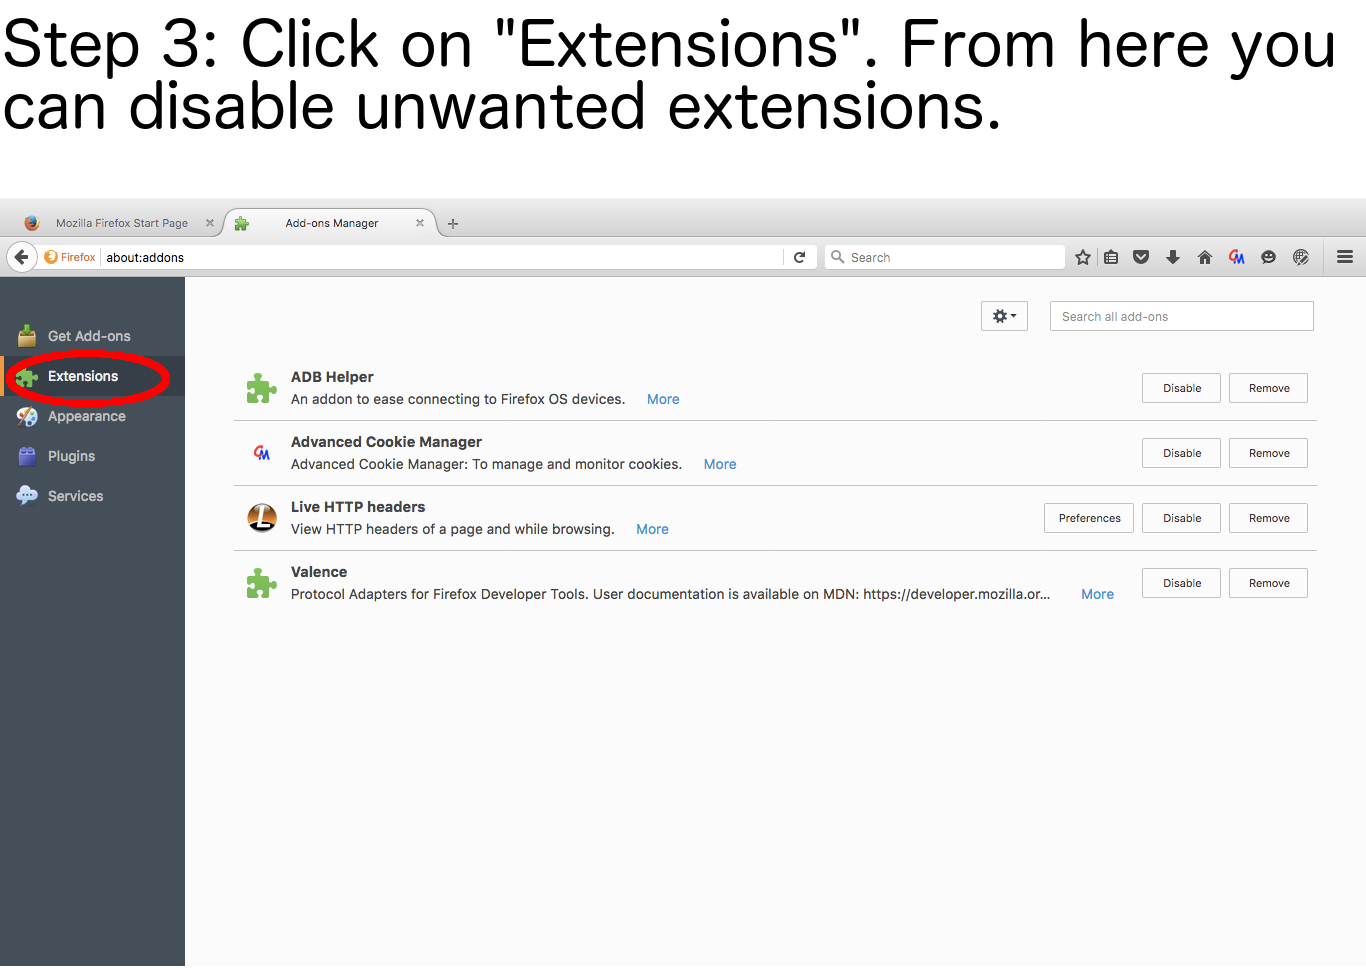 Step 3: Click on "Extensions". From here you
can disable unwanted extensions.
Mozilla Firefox Start Page
Add-ons Manager
Firefox
about:addons
Search
Get Add-ons
Extensions
Appearance
Plugins
Services
Search all add-ons
ADB Helper
An addon to ease connecting to Firefox OS devices. More
Disable Remove
Advanced Cookie Manager
Advanced Cookie Manager: To manage and monitor cookies. More
Disable Remove
Live HTTP headers
View HTTP headers of a page and while browsing. More
Preferences Disable Remove
Valence
Protocol Adapters for Firefox Developer Tools. User documentation is available on MDN: https://developer.mozilla.or... More
Disable Remove